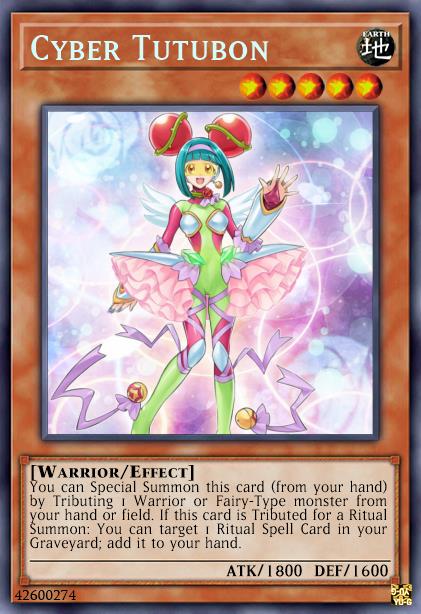 CYBER TUTUBON
EARTH
地
[WARRIOR/EFFECT]
You can Special Summon this card (from your hand)
by Tributing 1 Warrior or Fairy-Type monster from
your hand or field. If this card is Tributed for a Ritual
Summon: You can target 1 Ritual Spell Card in your
Graveyard; add it to your hand.
ATK/1800 DEF/1600
42600274